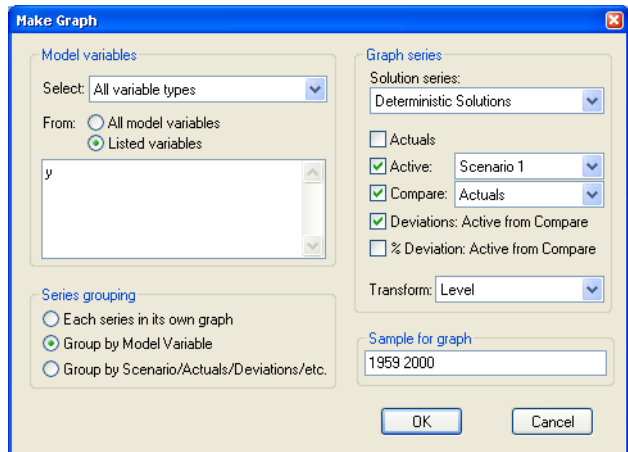 Make Graph
Model variables
Select: All variable types
From: All model variables
Listed variables
y
Series grouping
Each series in its own graph
Group by Model Variable
Group by Scenario/Actuals/Deviations/etc.
Graph series
Solution series:
Deterministic Solutions
Actuals
Active: Scenario 1
Compare: Actuals
Deviations: Active from Compare
% Deviation: Active from Compare
Transform: Level
Sample for graph
1959 2000
OK Cancel